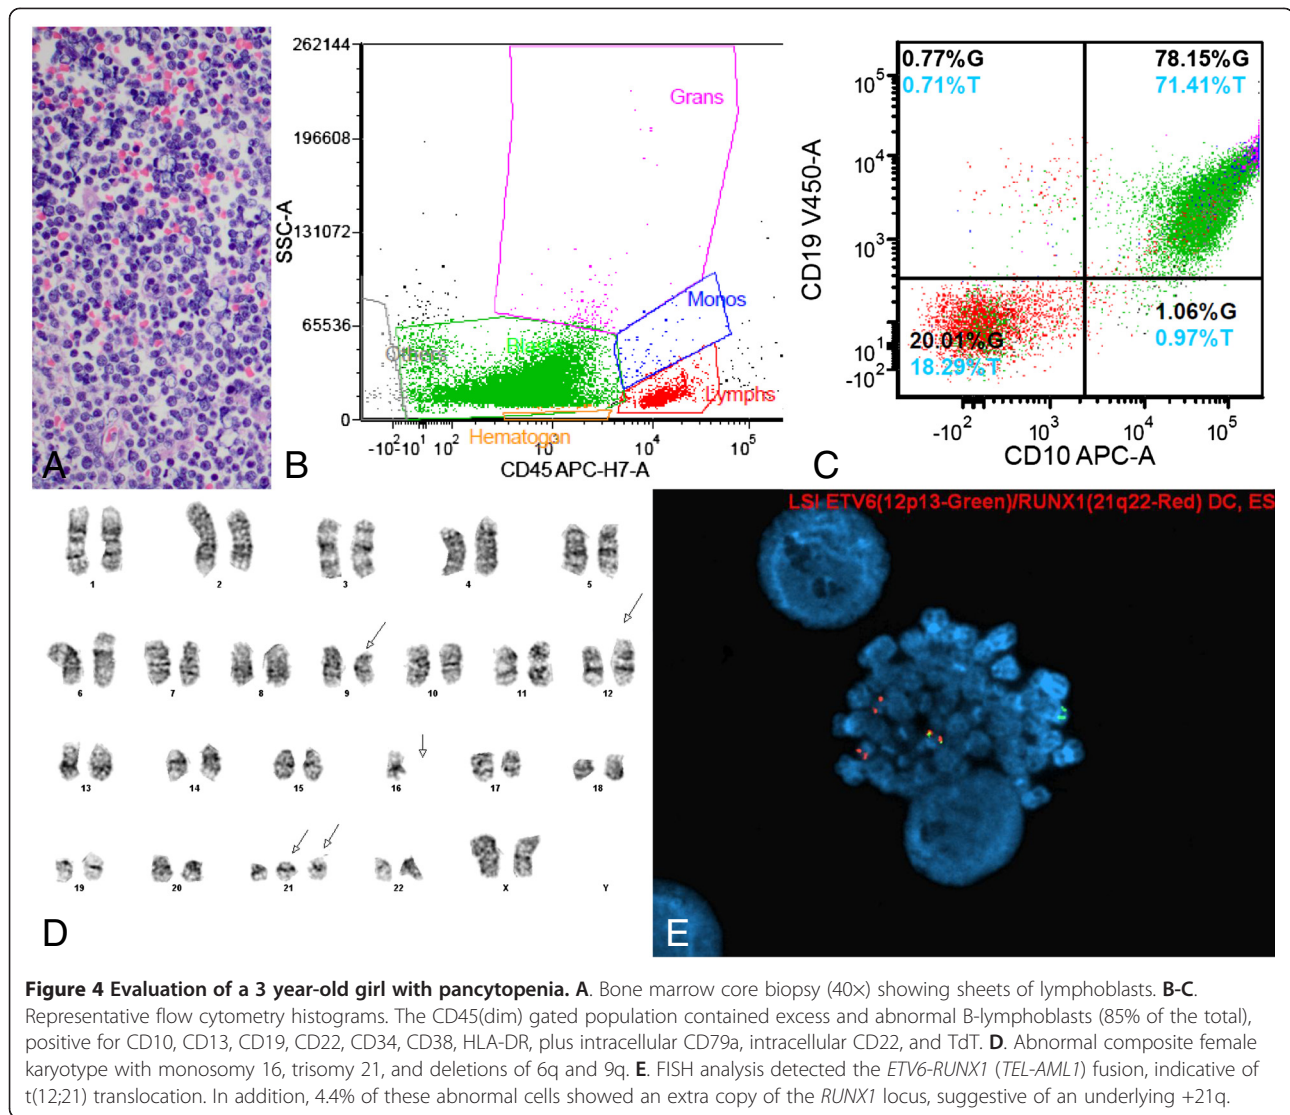 A
B
262144
196608
131072
65536
0
SSC-A
Grans
Monos
Lymphs
Hematogon
-10² -10¹ 10² 10³ 10⁴ 10⁵
CD45 APC-H7-A
C
0.77%G
0.71%T
78.15%G
71.41%T
20.01%G
18.29%T
1.06%G
0.97%T
10⁵
10⁴
10³
10¹
-10²
CD19 V450-A
-10² 10³ 10⁴ 10⁵
CD10 APC-A
1 2 3 4 5
6 7 8 9 10 11 12
13 14 15 16 17 18
19 20 21 22 X Y
D
LSI ETV6(12p13-Green)/RUNX1(21q22-Red) DC, ES
E
Figure 4 Evaluation of a 3 year-old girl with pancytopenia. A. Bone marrow core biopsy (40×) showing sheets of lymphoblasts. B-C.
Representative flow cytometry histograms. The CD45(dim) gated population contained excess and abnormal B-lymphoblasts (85% of the total),
positive for CD10, CD13, CD19, CD22, CD34, CD38, HLA-DR, plus intracellular CD79a, intracellular CD22, and TdT. D. Abnormal composite female
karyotype with monosomy 16, trisomy 21, and deletions of 6q and 9q. E. FISH analysis detected the ETV6-RUNX1 (TEL-AML1) fusion, indicative of
t(12;21) translocation. In addition, 4.4% of these abnormal cells showed an extra copy of the RUNX1 locus, suggestive of an underlying +21q.